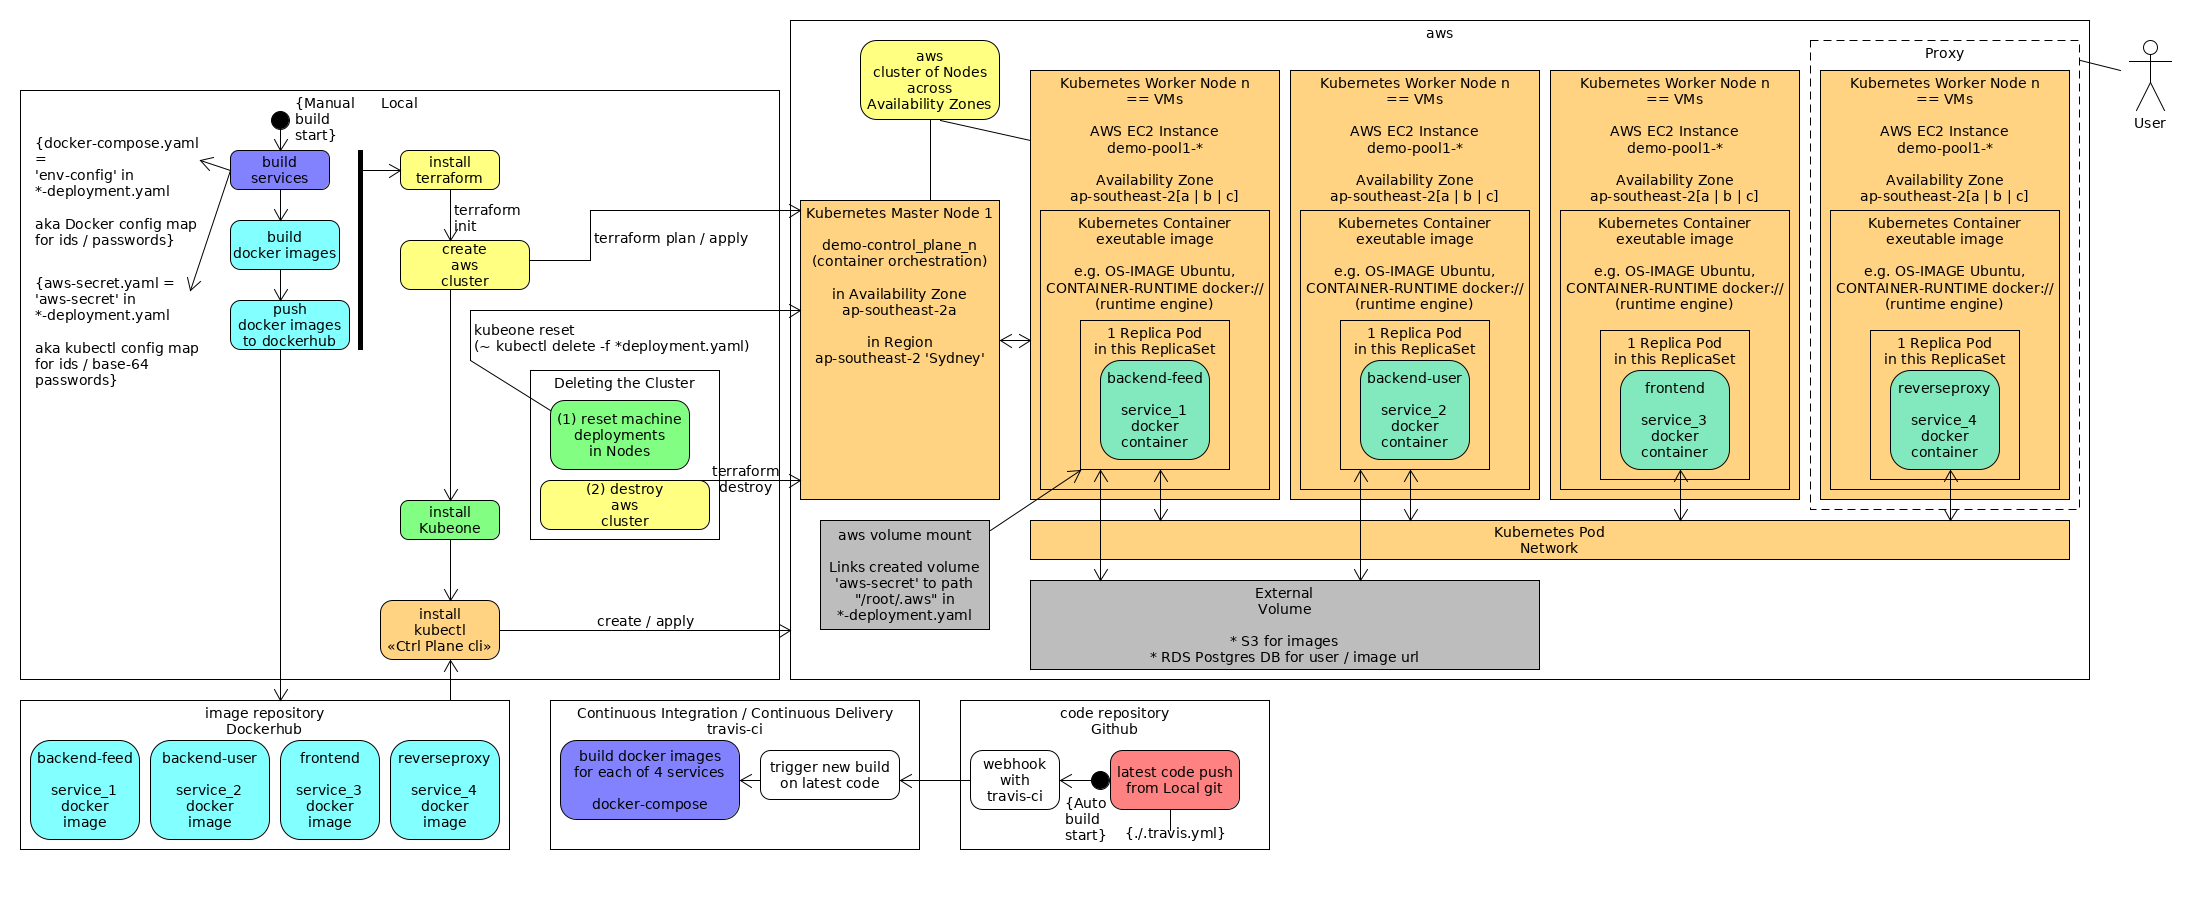 aws
Proxy
User
aws
cluster of Nodes
across
Availability Zones
{Manual
build
start}
Local
{docker-compose.yaml
=
'env-config' in
*-deployment.yaml
aka Docker config map
for ids / passwords}
{aws-secret.yaml =
'aws-secret' in
*-deployment.yaml
aka kubectl config map
for ids / base-64
passwords}
build
services
build
docker images
push
docker images
to dockerhub
install
terraform
terraform
init
create
aws
cluster
terraform plan / apply
kubeone reset
(~ kubectl delete -f *deployment.yaml)
Deleting the Cluster
(1) reset machine
deployments
in Nodes
(2) destroy
aws
cluster
terraform
destroy
install
Kubeone
install
kubectl
«Ctrl Plane cli»
create / apply
Kubernetes Master Node 1
demo-control_plane_n
(container orchestration)
in Availability Zone
ap-southeast-2a
in Region
ap-southeast-2 'Sydney'
Kubernetes Worker Node n
== VMs
AWS EC2 Instance
demo-pool1-*
Availability Zone
ap-southeast-2[a | b | c]
Kubernetes Container
exeutable image
e.g. OS-IMAGE Ubuntu,
CONTAINER-RUNTIME docker://
(runtime engine)
1 Replica Pod
in this ReplicaSet
backend-feed
service_1
docker
container
Kubernetes Worker Node n
== VMs
AWS EC2 Instance
demo-pool1-*
Availability Zone
ap-southeast-2[a | b | c]
Kubernetes Container
exeutable image
e.g. OS-IMAGE Ubuntu,
CONTAINER-RUNTIME docker://
(runtime engine)
1 Replica Pod
in this ReplicaSet
backend-user
service_2
docker
container
Kubernetes Worker Node n
== VMs
AWS EC2 Instance
demo-pool1-*
Availability Zone
ap-southeast-2[a | b | c]
Kubernetes Container
exeutable image
e.g. OS-IMAGE Ubuntu,
CONTAINER-RUNTIME docker://
(runtime engine)
1 Replica Pod
in this ReplicaSet
frontend
service_3
docker
container
Kubernetes Worker Node n
== VMs
AWS EC2 Instance
demo-pool1-*
Availability Zone
ap-southeast-2[a | b | c]
Kubernetes Container
exeutable image
e.g. OS-IMAGE Ubuntu,
CONTAINER-RUNTIME docker://
(runtime engine)
1 Replica Pod
in this ReplicaSet
reverseproxy
service_4
docker
container
aws volume mount
Links created volume
'aws-secret' to path
"/root/.aws" in
*-deployment.yaml
Kubernetes Pod
Network
External
Volume
* S3 for images
* RDS Postgres DB for user / image url
image repository
Dockerhub
backend-feed
service_1
docker
image
backend-user
service_2
docker
image
frontend
service_3
docker
image
reverseproxy
service_4
docker
image
Continuous Integration / Continuous Delivery
travis-ci
build docker images
for each of 4 services
docker-compose
trigger new build
on latest code
code repository
Github
webhook
with
travis-ci
{Auto
build
start}
latest code push
from Local git
{./.travis.yml}